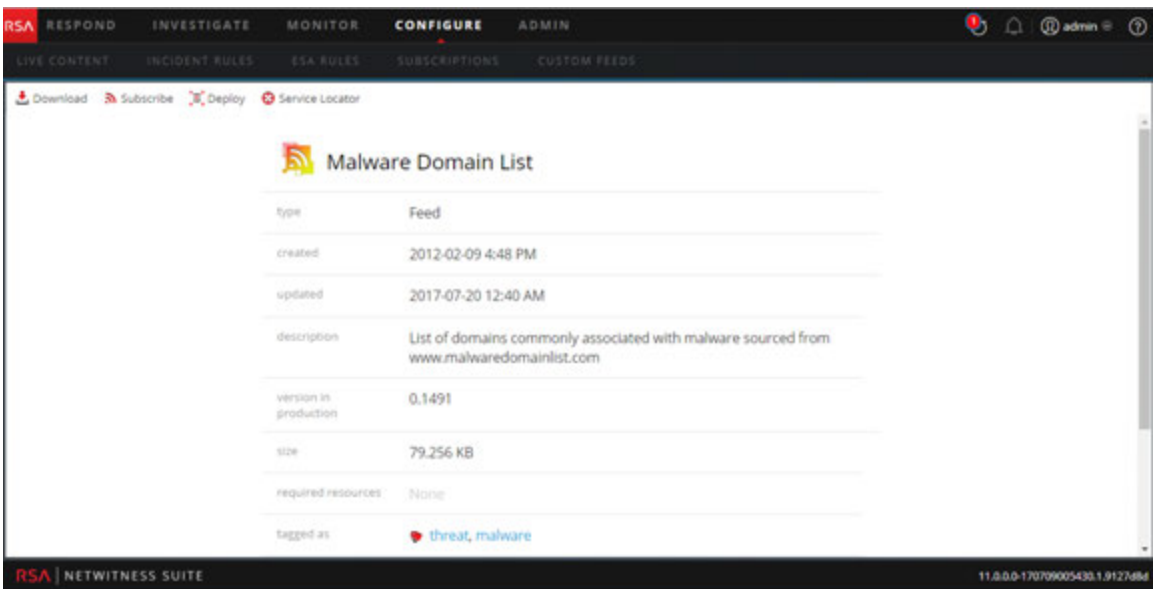 RSA RESPOND INVESTIGATE MONITOR CONFIGURE ADMIN 1 admin ?
LIVE CONTENT INCIDENT RULES ESA RULES SUBSCRIPTIONS CUSTOM FEEDS
Download Subscribe Deploy Service Locator
Malware Domain List
type Feed
created 2012-02-09 4:48 PM
updated 2017-07-20 12:40 AM
description List of domains commonly associated with malware sourced from
www.malwaredomainlist.com
version in
production 0.1491
size 79.256 KB
required resources None
tagged as threat, malware
RSA NETWITNESS SUITE 11.0.0.0-170709005430.1.9127d8d